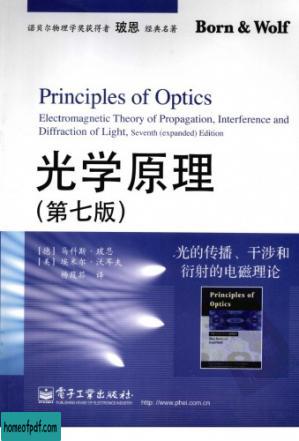 诺贝尔物理学奖获得者 玻恩 经典名著
Born & Wolf
Principles of Optics
Electromagnetic Theory of Propagation, Interference and
Diffraction of Light, Seventh (expanded) Edition
光学原理
(第七版)
[德] 马科斯·玻恩
[美] 埃米尔·沃耳夫
杨葭荪 译
光的传播、干涉和
衍射的电磁理论
Principles of
Optics
电子工业出版社
http://www.phei.com.cn
homeofpdf.com